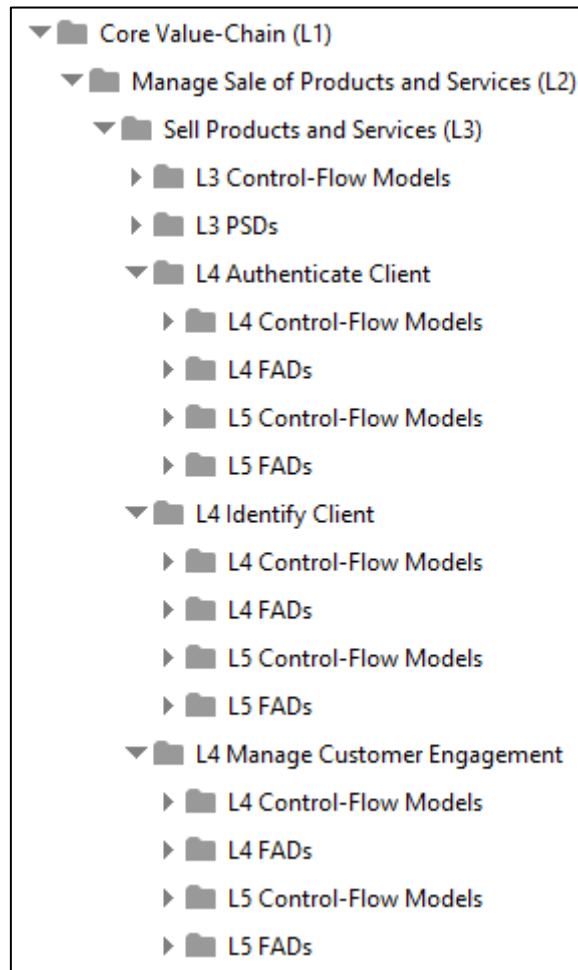 Core Value-Chain (L1)
Manage Sale of Products and Services (L2)
Sell Products and Services (L3)
L3 Control-Flow Models
L3 PSDs
L4 Authenticate Client
L4 Control-Flow Models
L4 FADs
L5 Control-Flow Models
L5 FADs
L4 Identify Client
L4 Control-Flow Models
L4 FADs
L5 Control-Flow Models
L5 FADs
L4 Manage Customer Engagement
L4 Control-Flow Models
L4 FADs
L5 Control-Flow Models
L5 FADs